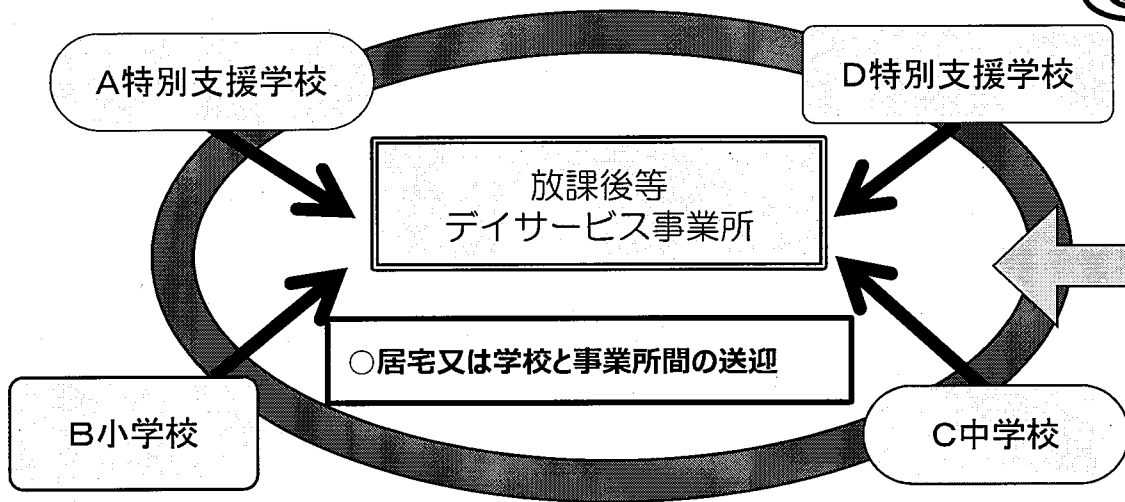 A特別支援学校
D特別支援学校
放課後等
デイサービス事業所
○居宅又は学校と事業所間の送迎
B小学校
C中学校